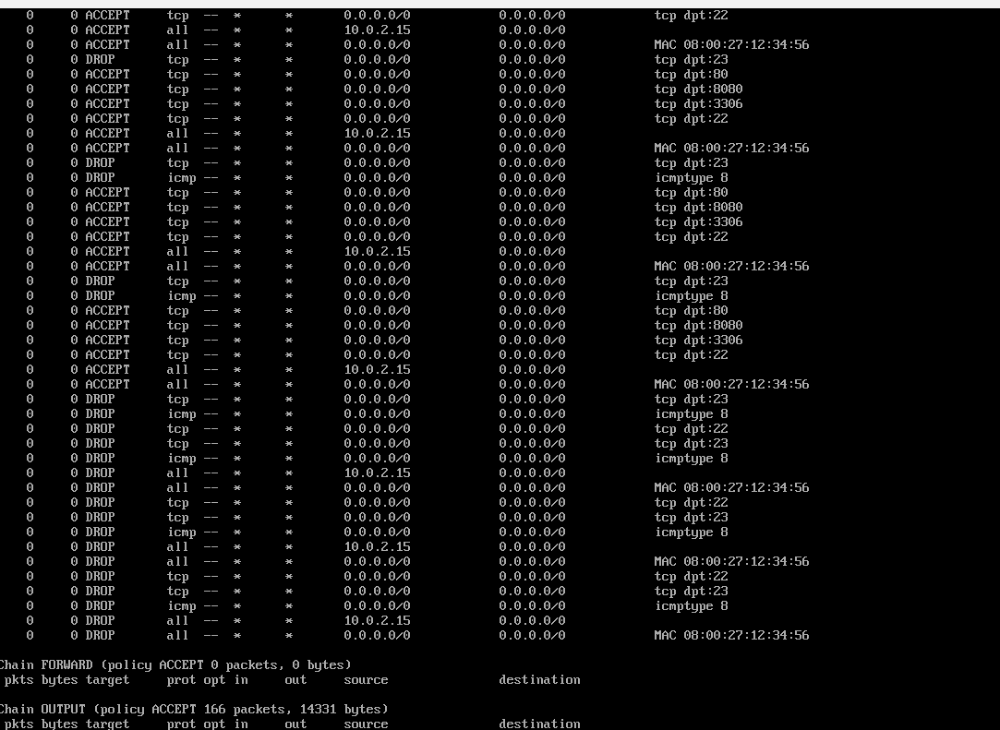 0 0 ACCEPT tcp -- * * 0.0.0.0/0 0.0.0.0/0 tcp dpt:22
0 0 ACCEPT all -- * * 10.0.2.15 0.0.0.0/0
0 0 ACCEPT all -- * * 0.0.0.0/0 0.0.0.0/0 MAC 08:00:27:12:34:56
0 0 DROP tcp -- * * 0.0.0.0/0 0.0.0.0/0 tcp dpt:23
0 0 ACCEPT tcp -- * * 0.0.0.0/0 0.0.0.0/0 tcp dpt:80
0 0 ACCEPT tcp -- * * 0.0.0.0/0 0.0.0.0/0 tcp dpt:8080
0 0 ACCEPT tcp -- * * 0.0.0.0/0 0.0.0.0/0 tcp dpt:3306
0 0 ACCEPT tcp -- * * 0.0.0.0/0 0.0.0.0/0 tcp dpt:22
0 0 ACCEPT all -- * * 10.0.2.15 0.0.0.0/0
0 0 ACCEPT all -- * * 0.0.0.0/0 0.0.0.0/0 MAC 08:00:27:12:34:56
0 0 DROP tcp -- * * 0.0.0.0/0 0.0.0.0/0 tcp dpt:23
0 0 DROP icmp -- * * 0.0.0.0/0 0.0.0.0/0 icmptype 8
0 0 ACCEPT tcp -- * * 0.0.0.0/0 0.0.0.0/0 tcp dpt:80
0 0 ACCEPT tcp -- * * 0.0.0.0/0 0.0.0.0/0 tcp dpt:8080
0 0 ACCEPT tcp -- * * 0.0.0.0/0 0.0.0.0/0 tcp dpt:3306
0 0 ACCEPT tcp -- * * 0.0.0.0/0 0.0.0.0/0 tcp dpt:22
0 0 ACCEPT all -- * * 10.0.2.15 0.0.0.0/0
0 0 ACCEPT all -- * * 0.0.0.0/0 0.0.0.0/0 MAC 08:00:27:12:34:56
0 0 DROP tcp -- * * 0.0.0.0/0 0.0.0.0/0 tcp dpt:23
0 0 DROP icmp -- * * 0.0.0.0/0 0.0.0.0/0 icmptype 8
0 0 ACCEPT tcp -- * * 0.0.0.0/0 0.0.0.0/0 tcp dpt:80
0 0 ACCEPT tcp -- * * 0.0.0.0/0 0.0.0.0/0 tcp dpt:8080
0 0 ACCEPT tcp -- * * 0.0.0.0/0 0.0.0.0/0 tcp dpt:3306
0 0 ACCEPT tcp -- * * 0.0.0.0/0 0.0.0.0/0 tcp dpt:22
0 0 ACCEPT all -- * * 10.0.2.15 0.0.0.0/0
0 0 ACCEPT all -- * * 0.0.0.0/0 0.0.0.0/0 MAC 08:00:27:12:34:56
0 0 DROP tcp -- * * 0.0.0.0/0 0.0.0.0/0 tcp dpt:23
0 0 DROP icmp -- * * 0.0.0.0/0 0.0.0.0/0 icmptype 8
0 0 DROP tcp -- * * 0.0.0.0/0 0.0.0.0/0 tcp dpt:22
0 0 DROP tcp -- * * 0.0.0.0/0 0.0.0.0/0 tcp dpt:23
0 0 DROP icmp -- * * 0.0.0.0/0 0.0.0.0/0 icmptype 8
0 0 DROP all -- * * 10.0.2.15 0.0.0.0/0
0 0 DROP all -- * * 0.0.0.0/0 0.0.0.0/0 MAC 08:00:27:12:34:56
0 0 DROP tcp -- * * 0.0.0.0/0 0.0.0.0/0 tcp dpt:22
0 0 DROP tcp -- * * 0.0.0.0/0 0.0.0.0/0 tcp dpt:23
0 0 DROP icmp -- * * 0.0.0.0/0 0.0.0.0/0 icmptype 8
0 0 DROP all -- * * 10.0.2.15 0.0.0.0/0
0 0 DROP all -- * * 0.0.0.0/0 0.0.0.0/0 MAC 08:00:27:12:34:56
0 0 DROP tcp -- * * 0.0.0.0/0 0.0.0.0/0 tcp dpt:22
0 0 DROP tcp -- * * 0.0.0.0/0 0.0.0.0/0 tcp dpt:23
0 0 DROP icmp -- * * 0.0.0.0/0 0.0.0.0/0 icmptype 8
0 0 DROP all -- * * 10.0.2.15 0.0.0.0/0
0 0 DROP all -- * * 0.0.0.0/0 0.0.0.0/0 MAC 08:00:27:12:34:56
Chain FORWARD (policy ACCEPT 0 packets, 0 bytes)
pkts bytes target prot opt in out source destination
Chain OUTPUT (policy ACCEPT 166 packets, 14331 bytes)
pkts bytes target prot opt in out source destination